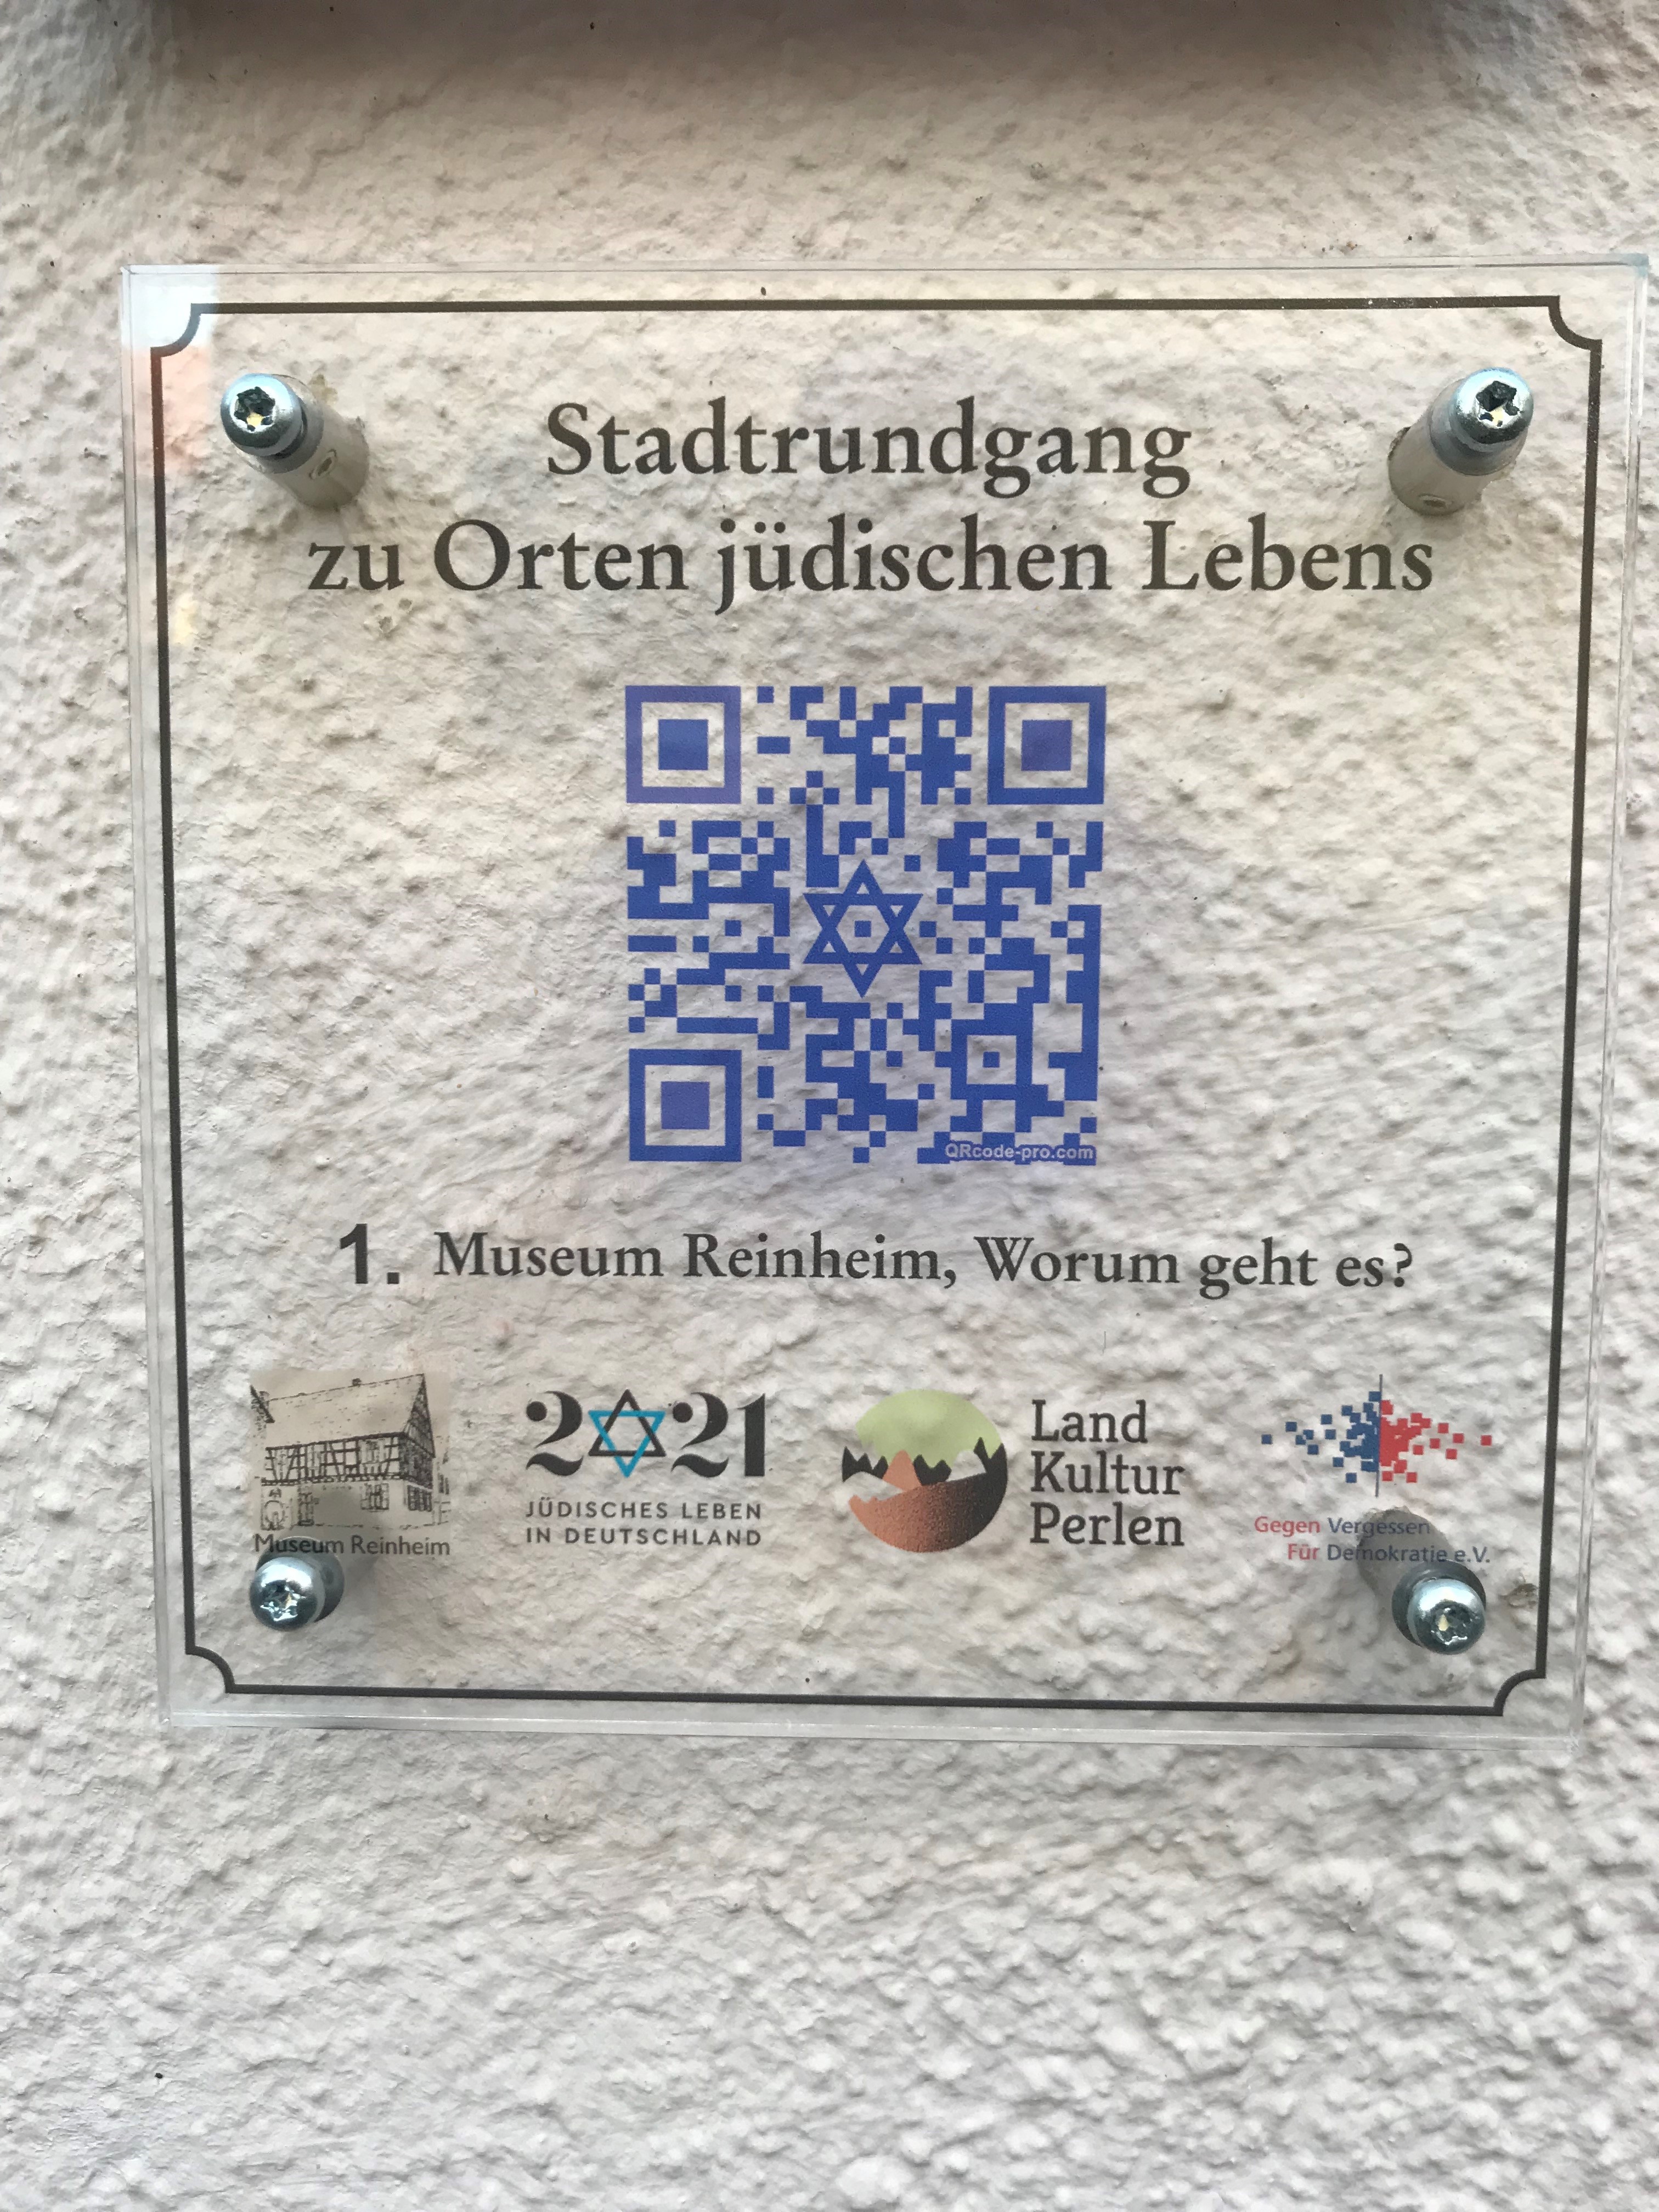 Stadtrundgang
zu Orten jüdischen Lebens
QRcode-pro.com
1. Museum Reinheim, Worum geht es?
Museum Reinheim
2021
JÜDISCHES LEBEN
IN DEUTSCHLAND
Land
Kultur
Perlen
Gegen Vergessen
Für Demokratie e.V.